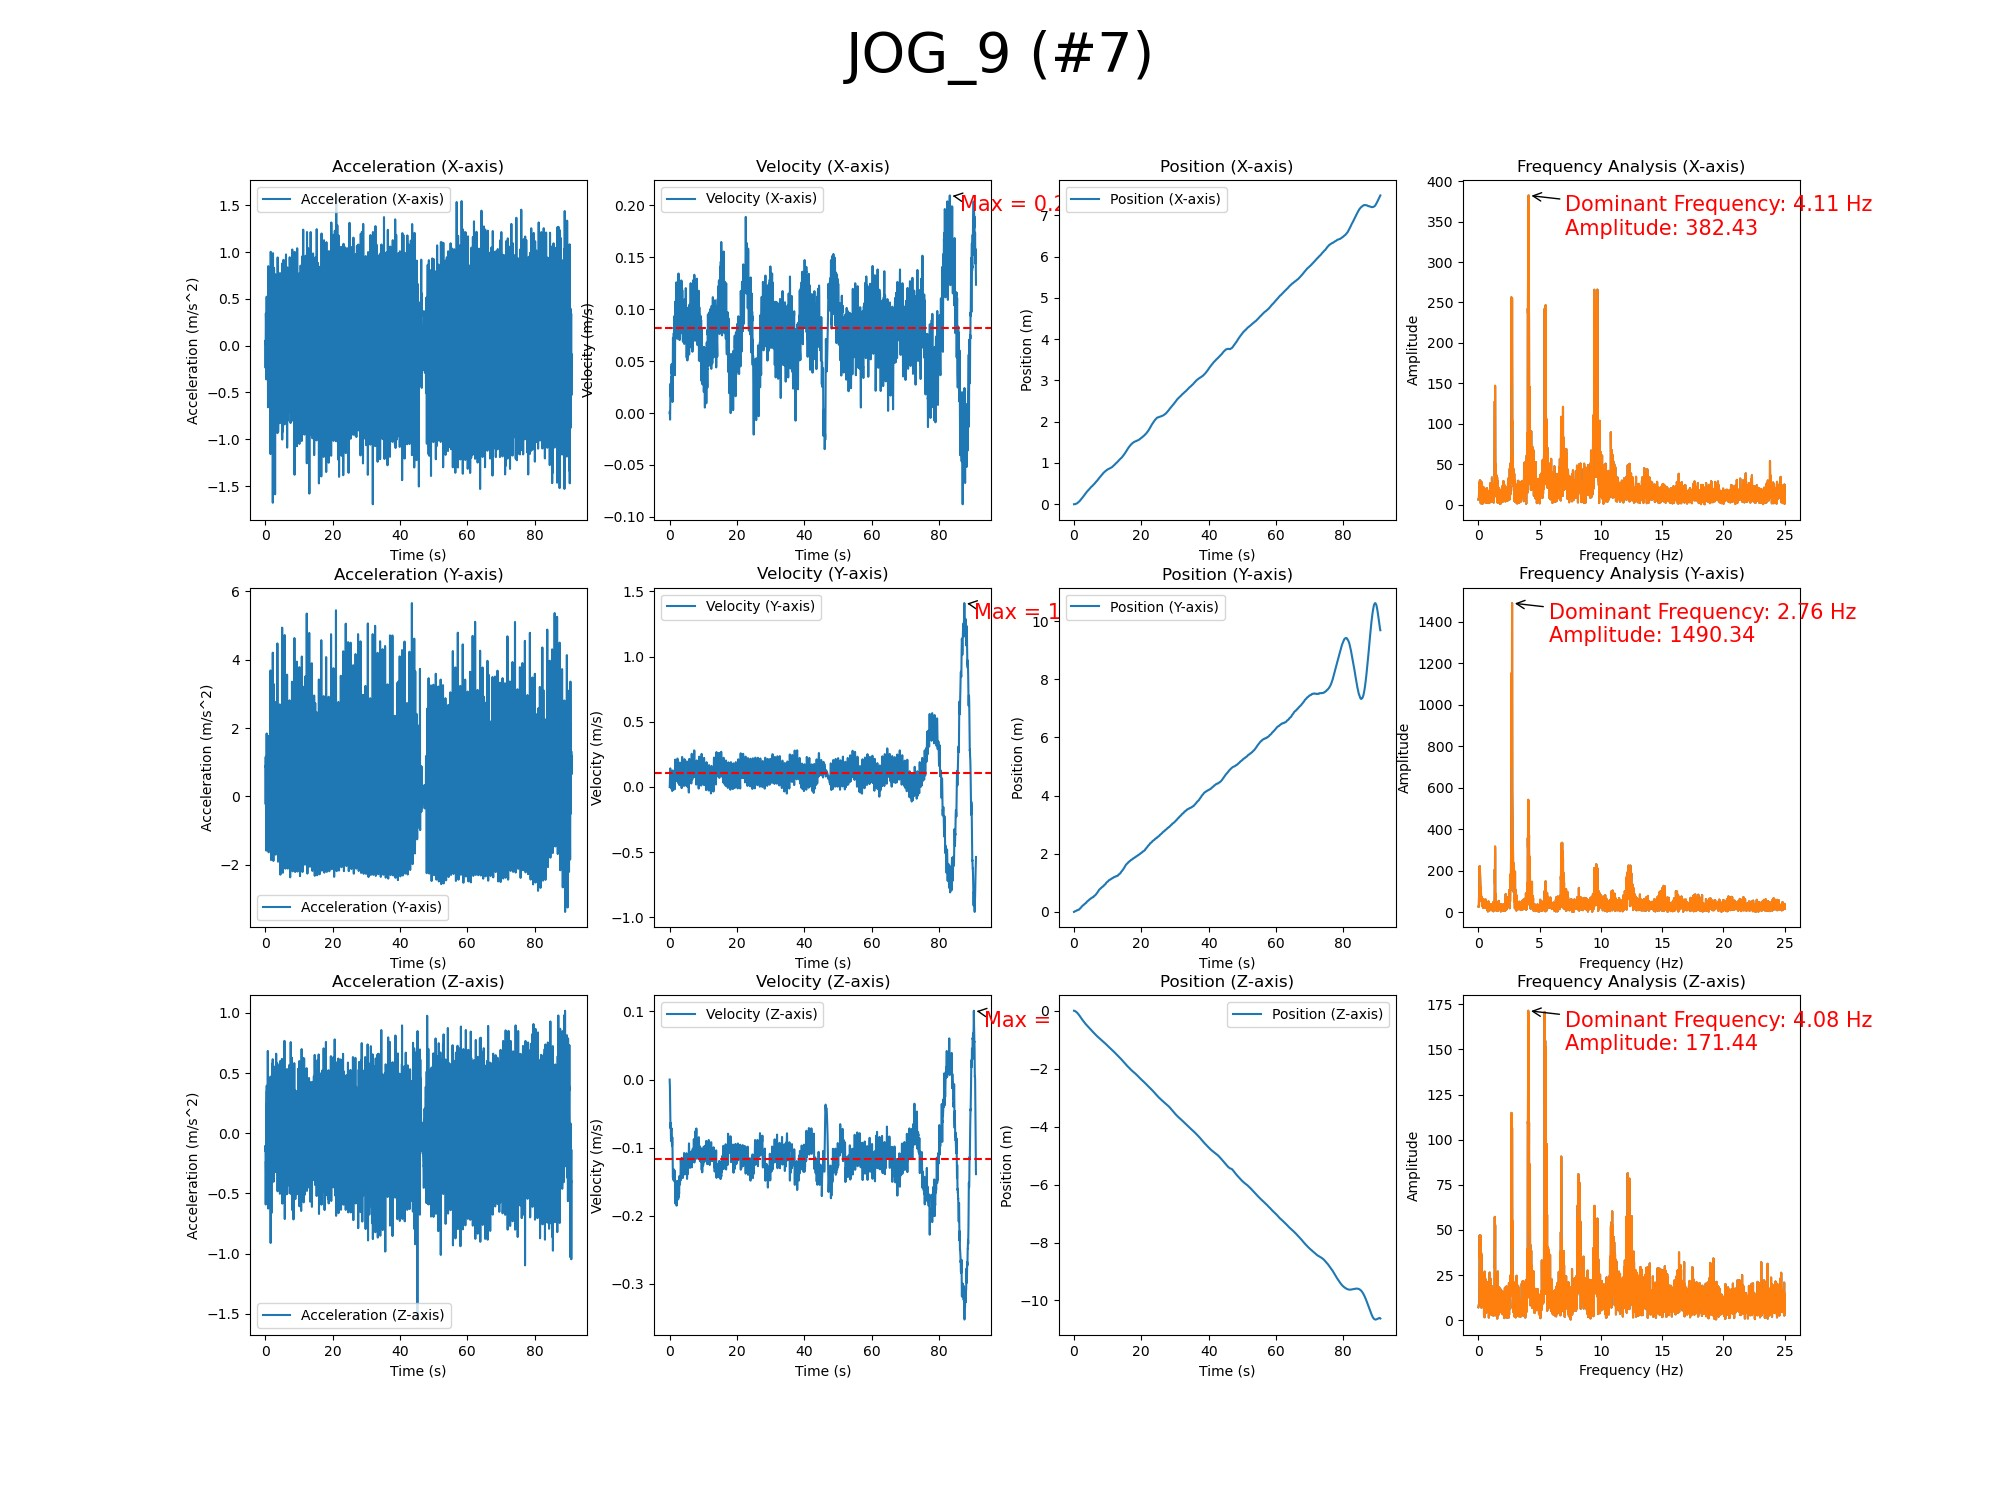 JOG_9 (#7)
Acceleration (X-axis)
Acceleration (X-axis)
Acceleration (m/s^2)
1.5
1.0
0.5
0.0
−0.5
−1.0
−1.5
0 20 40 60 80
Time (s)
Velocity (X-axis)
Velocity (X-axis)
Max = 0.2
Velocity (m/s)
0.20
0.15
0.10
0.05
0.00
−0.05
−0.10
0 20 40 60 80
Time (s)
Position (X-axis)
Position (X-axis)
Position (m)
7
6
5
4
3
2
1
0
0 20 40 60 80
Time (s)
Frequency Analysis (X-axis)
Dominant Frequency: 4.11 Hz
Amplitude: 382.43
Amplitude
400
350
300
250
200
150
100
50
0
0 5 10 15 20 25
Frequency (Hz)
Acceleration (Y-axis)
Acceleration (Y-axis)
Acceleration (m/s^2)
6
4
2
0
−2
0 20 40 60 80
Time (s)
Velocity (Y-axis)
Velocity (Y-axis)
Max = 1
Velocity (m/s)
1.5
1.0
0.5
0.0
−0.5
−1.0
0 20 40 60 80
Time (s)
Position (Y-axis)
Position (Y-axis)
Position (m)
10
8
6
4
2
0
0 20 40 60 80
Time (s)
Frequency Analysis (Y-axis)
Dominant Frequency: 2.76 Hz
Amplitude: 1490.34
Amplitude
1400
1200
1000
800
600
400
200
0
0 5 10 15 20 25
Frequency (Hz)
Acceleration (Z-axis)
Acceleration (Z-axis)
Acceleration (m/s^2)
1.0
0.5
0.0
−0.5
−1.0
−1.5
0 20 40 60 80
Time (s)
Velocity (Z-axis)
Velocity (Z-axis)
Max =
Velocity (m/s)
0.1
0.0
−0.1
−0.2
−0.3
0 20 40 60 80
Time (s)
Position (Z-axis)
Position (Z-axis)
Position (m)
0
−2
−4
−6
−8
−10
0 20 40 60 80
Time (s)
Frequency Analysis (Z-axis)
Dominant Frequency: 4.08 Hz
Amplitude: 171.44
Amplitude
175
150
125
100
75
50
25
0
0 5 10 15 20 25
Frequency (Hz)